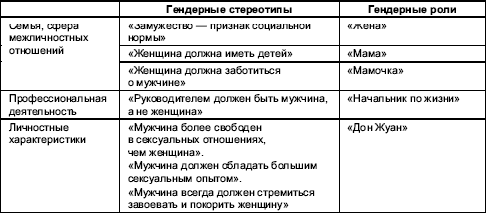 Гендерные стереотипы Гендерные роли
Семья, сфера «Замужество — признак социальной «Жена»
межличностных нормы»
отношений «Женщина должна иметь детей» «Мама»
«Женщина должна заботиться «Мамочка»
о мужчине»
Профессиональная «Руководителем должен быть мужчина, «Начальник по жизни»
деятельность а не женщина»
Личностные «Мужчина более свободен «Дон Жуан»
характеристики в сексуальных отношениях,
чем женщина».
«Мужчина должен обладать большим
сексуальным опытом».
«Мужчина всегда должен стремиться
завоевать и покорить женщину»